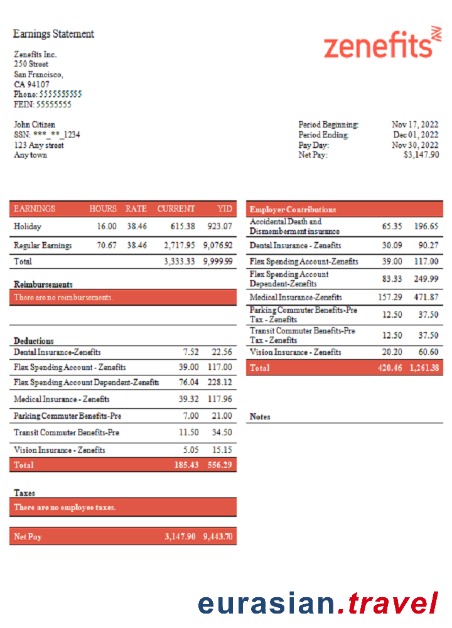 Earnings Statement
zenefits
Zenefits Inc.
250 Street
San Francisco,
CA 94107
Phone: 5555555555
FEIN: 55555555
John Citizen
SSN: ***_**_1234
123 Any street
Any town
Period Beginning: Nov 17, 2022
Period Ending: Dec 01, 2022
Pay Day: Nov 30, 2022
Net Pay: $3,147.90
EARNINGS HOURS RATE CURRENT YTD
Holiday 16.00 38.46 615.38 923.07
Regular Earnings 70.67 38.46 2,717.95 9,076.92
Total 3,333.33 9,999.99
Reimbursements
There are no reimbursements.
Deductions
Dental Insurance-Zenefits 7.52 22.56
Flex Spending Account - Zenefits 39.00 117.00
Flex Spending Account Dependent-Zenefits 76.04 228.12
Medical Insurance - Zenefits 39.32 117.96
Parking Commuter Benefits-Pre 7.00 21.00
Transit Commuter Benefits-Pre 11.50 34.50
Vision Insurance - Zenefits 5.05 15.15
Total 185.43 556.29
Taxes
There are no employee taxes.
Net Pay 3,147.90 9,443.70
Employer Contributions
Accidental Death and
Dismemberment insurance 65.35 196.65
Dental Insurance - Zenefits 30.09 90.27
Flex Spending Account-Zenefits 39.00 117.00
Flex Spending Account
Dependent-Zenefits 83.33 249.99
Medical Insurance-Zenefits 157.29 471.87
Parking Commuter Benefits-Pre
Tax - Zenefits 12.50 37.50
Transit Commuter Benefits-Pre
Tax - Zenefits 12.50 37.50
Vision Insurance - Zenefits 20.20 60.60
Total 420.46 1,261.38
Notes
eurasian.travel